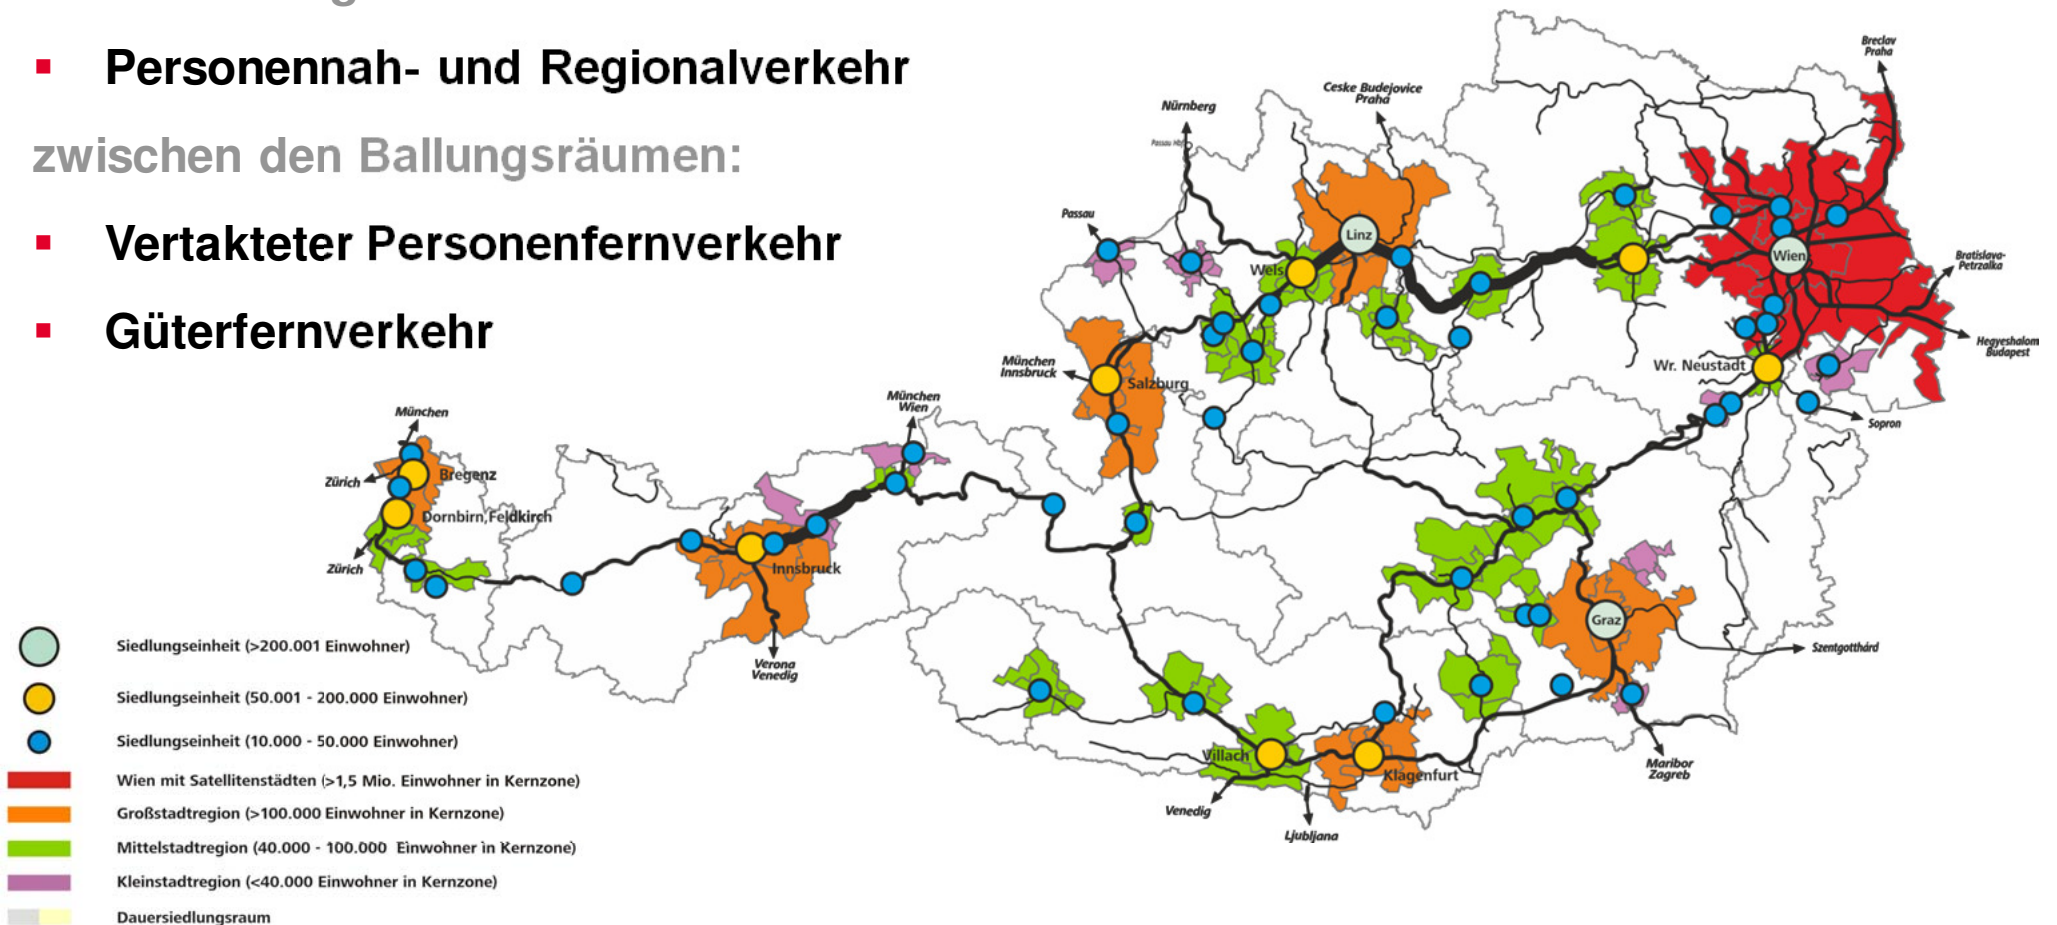 Personennah- und Regionalverkehr
zwischen den Ballungsräumen:
Vertakteter Personenfernverkehr
Güterfernverkehr
Breclav
Praha
Ceske Budejovice
Praha
Nürnberg
Passau Hbf
Passau
Linz
Wels
Wien
Bratislava-
Petrzalka
Hegyeshalom
Budapest
München
Innsbruck
Salzburg
Wr. Neustadt
Sopron
München
Wien
München
Zürich
Bregenz
Dornbirn,Feldkirch
Zürich
Innsbruck
Verona
Venedig
Graz
Szentgotthárd
Villach
Klagenfurt
Maribor
Zagreb
Venedig
Ljubljana
Siedlungseinheit (>200.001 Einwohner)
Siedlungseinheit (50.001 - 200.000 Einwohner)
Siedlungseinheit (10.000 - 50.000 Einwohner)
Wien mit Satellitenstädten (>1,5 Mio. Einwohner in Kernzone)
Großstadtregion (>100.000 Einwohner in Kernzone)
Mittelstadtregion (40.000 - 100.000 Einwohner in Kernzone)
Kleinstadtregion (<40.000 Einwohner in Kernzone)
Dauersiedlungsraum